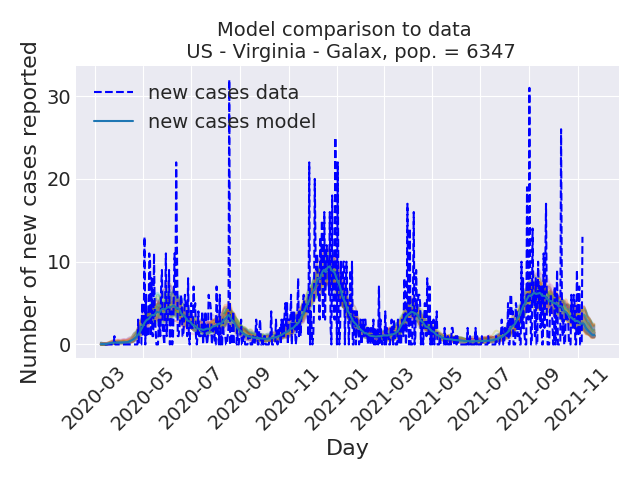 Model comparison to data
US - Virginia - Galax, pop. = 6347
Number of new cases reported
30
20
10
0
new cases data
new cases model
2020-03
2020-05
2020-07
2020-09
2020-11
2021-01
2021-03
2021-05
2021-07
2021-09
2021-11
Day